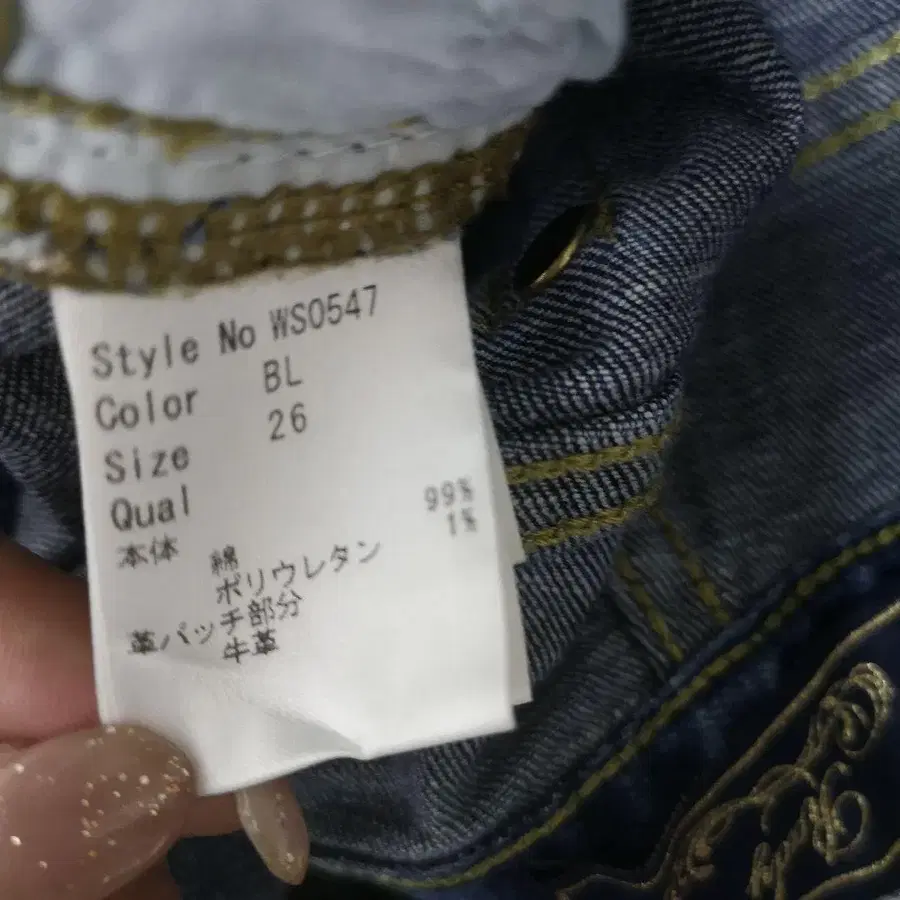 Style No WS0547
Color BL
Size 26
Qual
本体 綿 99%
ポリウレタン 1%
革パッチ部分
牛革